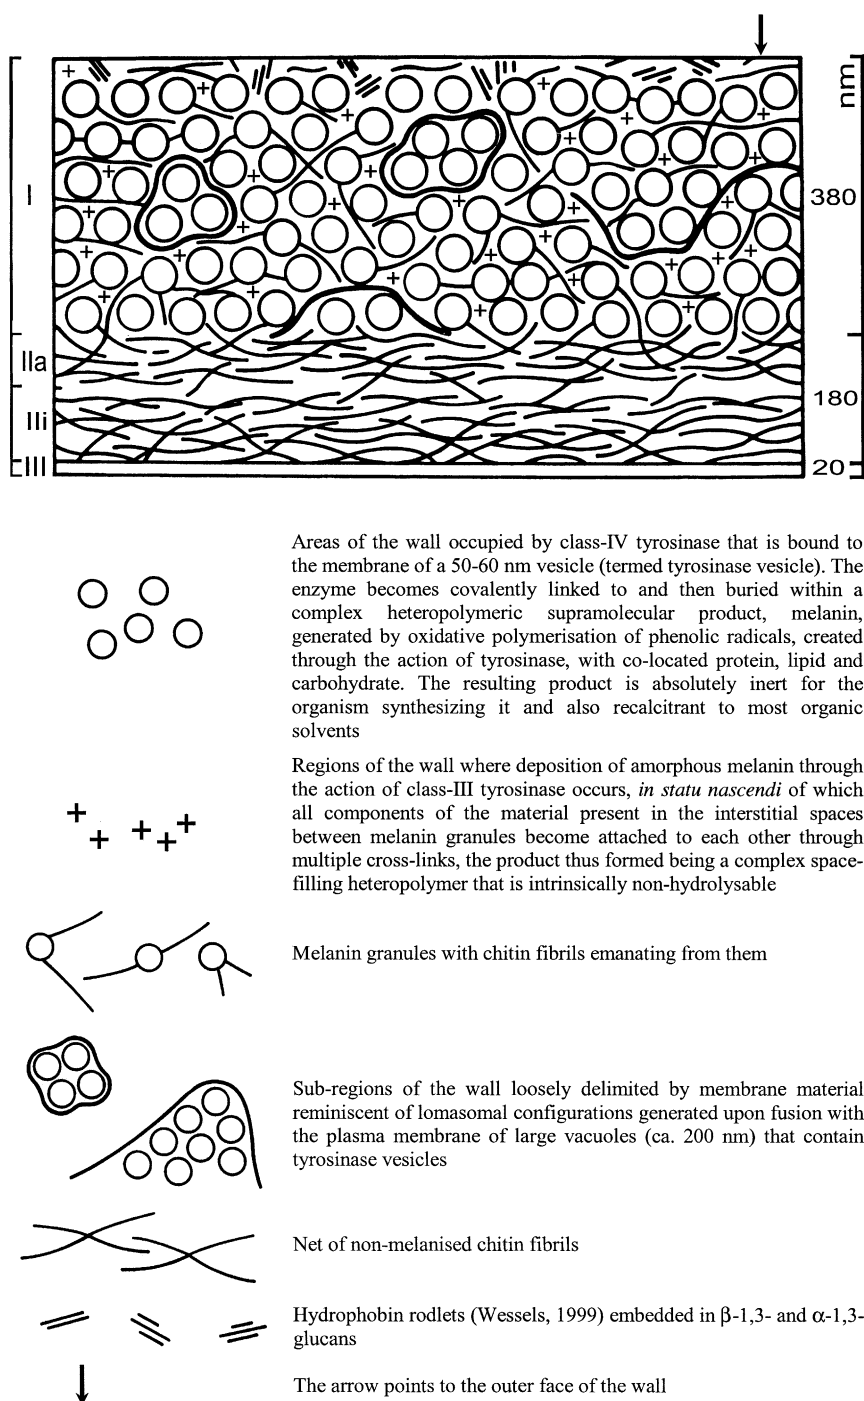 nm
I
380
IIa
180
IIi
III
20
Areas of the wall occupied by class-IV tyrosinase that is bound to
the membrane of a 50-60 nm vesicle (termed tyrosinase vesicle). The
enzyme becomes covalently linked to and then buried within a
complex heteropolymeric supramolecular product, melanin,
generated by oxidative polymerisation of phenolic radicals, created
through the action of tyrosinase, with co-located protein, lipid and
carbohydrate. The resulting product is absolutely inert for the
organism synthesizing it and also recalcitrant to most organic
solvents
Regions of the wall where deposition of amorphous melanin through
the action of class-III tyrosinase occurs, in statu nascendi of which
all components of the material present in the interstitial spaces
between melanin granules become attached to each other through
multiple cross-links, the product thus formed being a complex space-
filling heteropolymer that is intrinsically non-hydrolysable
Melanin granules with chitin fibrils emanating from them
Sub-regions of the wall loosely delimited by membrane material
reminiscent of lomasomal configurations generated upon fusion with
the plasma membrane of large vacuoles (ca. 200 nm) that contain
tyrosinase vesicles
Net of non-melanised chitin fibrils
Hydrophobin rodlets (Wessels, 1999) embedded in β-1,3- and α-1,3-
glucans
The arrow points to the outer face of the wall